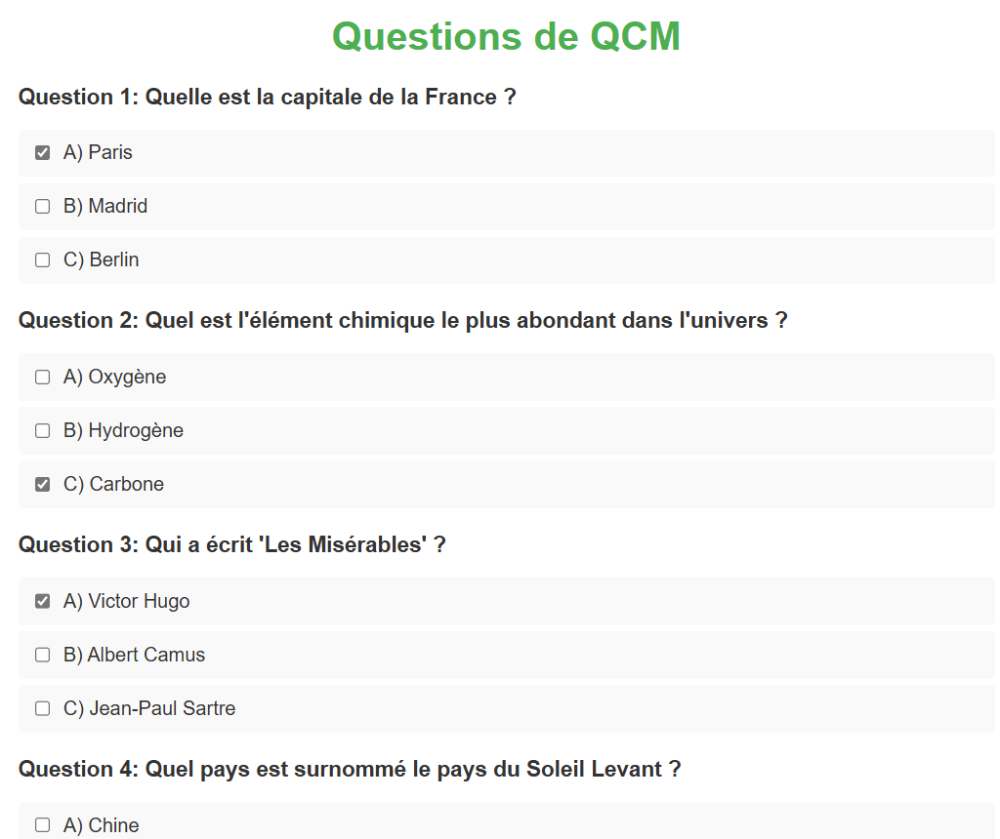 Questions de QCM
Question 1: Quelle est la capitale de la France ?
A) Paris
B) Madrid
C) Berlin
Question 2: Quel est l'élément chimique le plus abondant dans l'univers ?
A) Oxygène
B) Hydrogène
C) Carbone
Question 3: Qui a écrit 'Les Misérables' ?
A) Victor Hugo
B) Albert Camus
C) Jean-Paul Sartre
Question 4: Quel pays est surnommé le pays du Soleil Levant ?
A) Chine